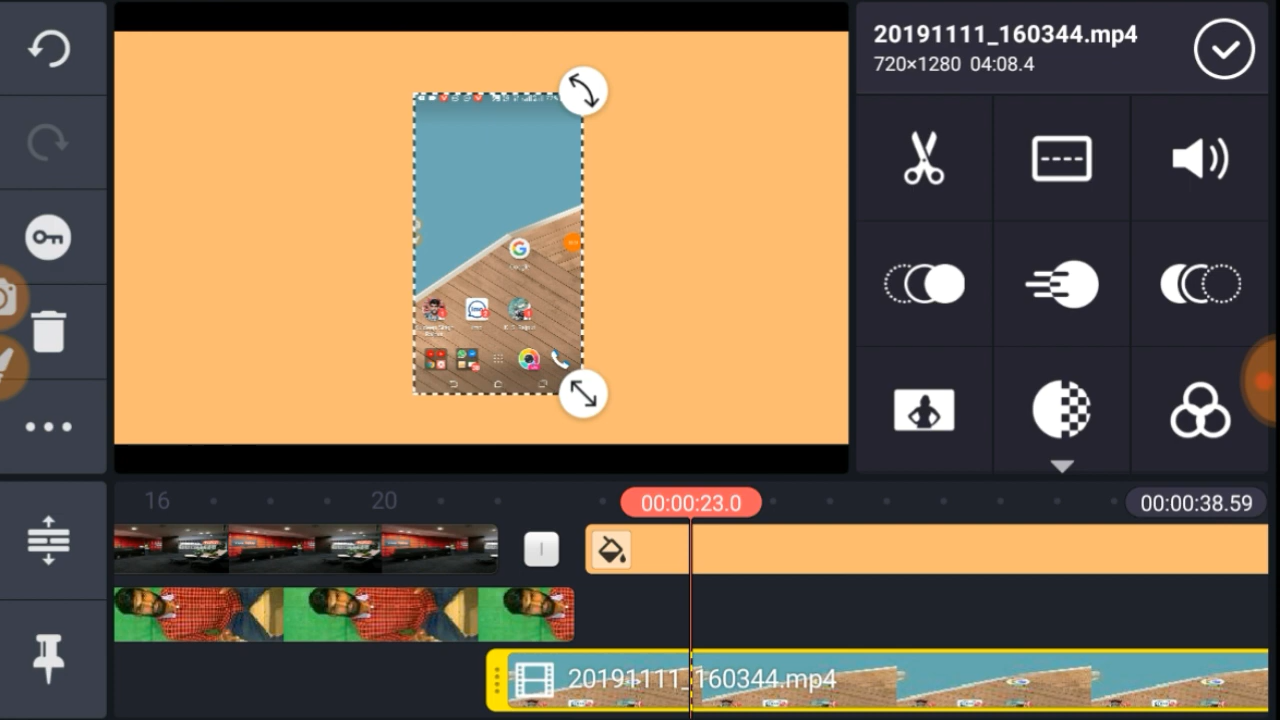 20191111_160344.mp4
720×1280 04:08.4
Google
16
20
00:00:23.0
00:00:38.59
20191111_160344.mp4